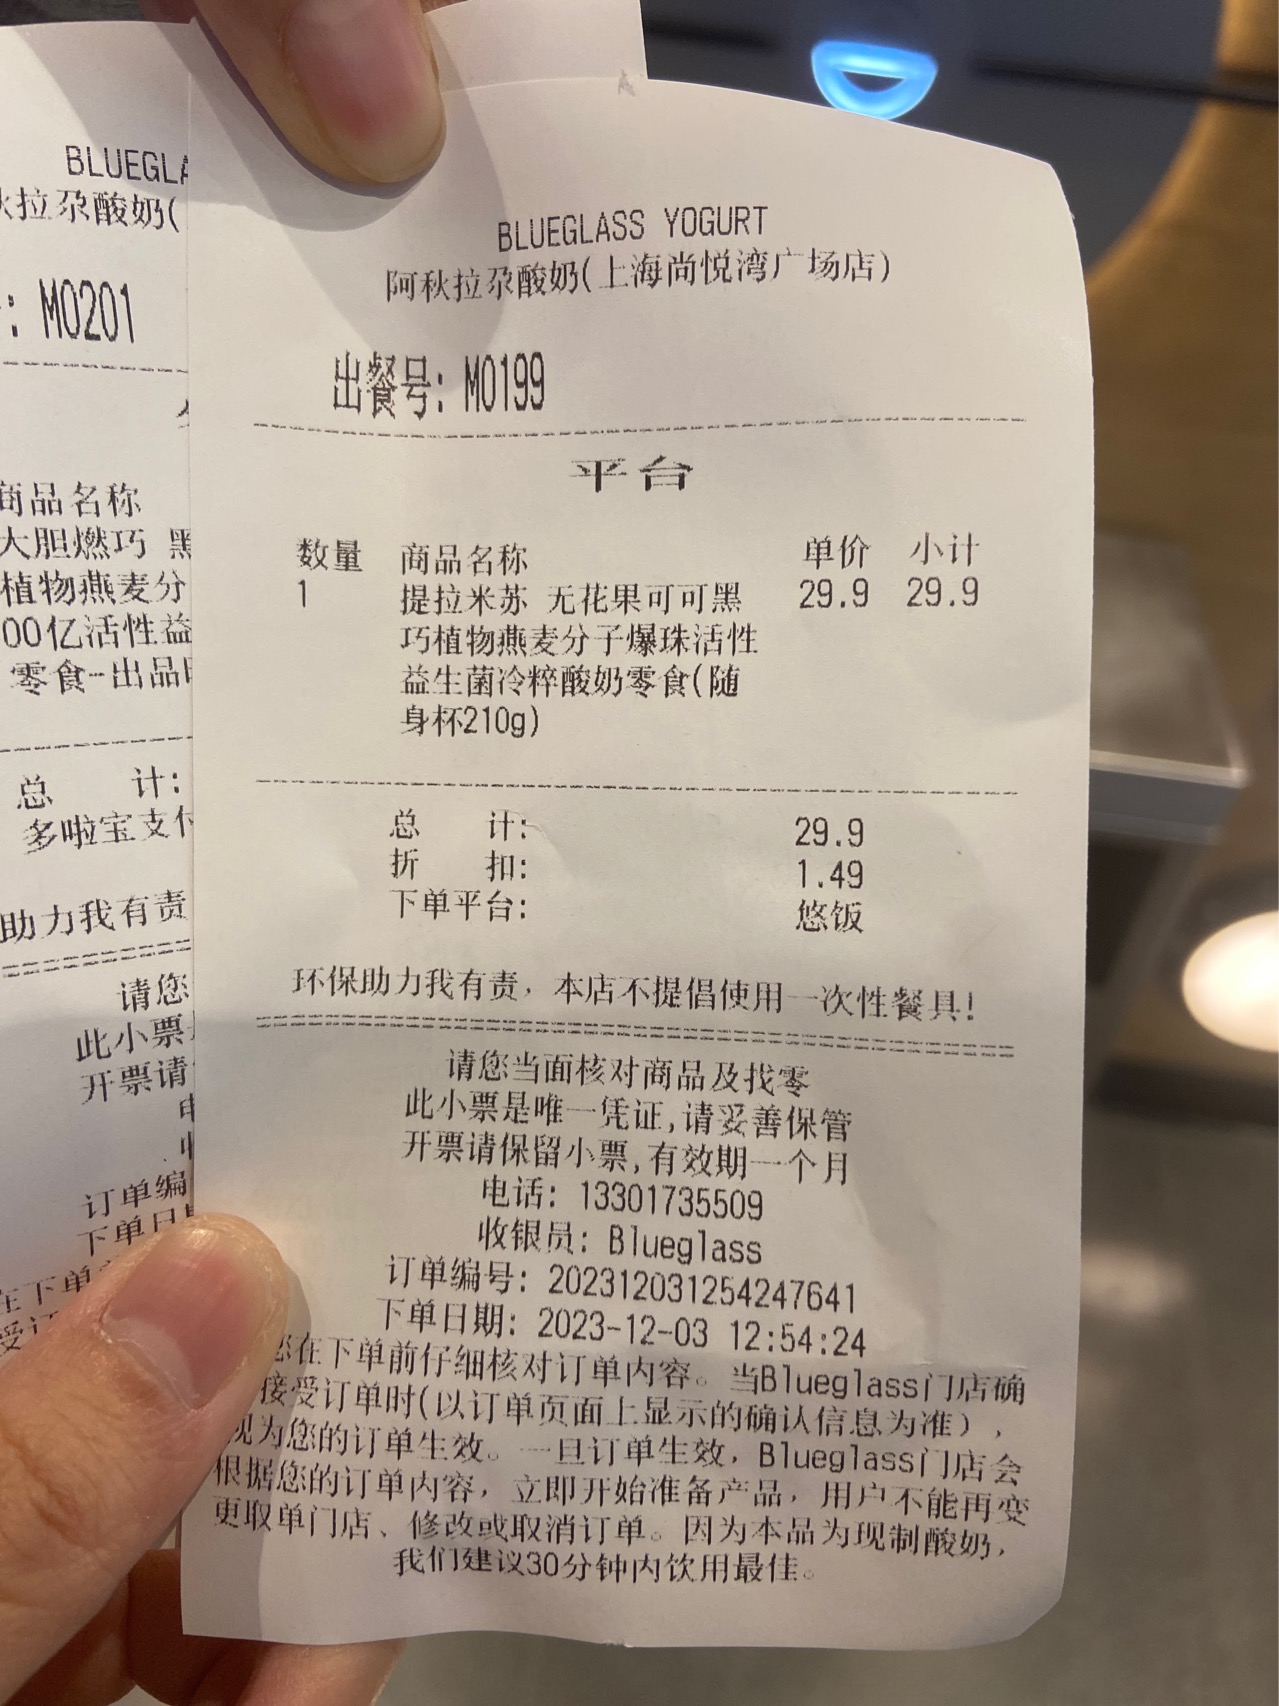 BLUEGLA
秋拉尕酸奶(
: M0201
商品名称
大胆燃巧 黑
植物燕麦分
00亿活性益
零食-出品
总 计:
多啦宝支付
助力我有责
请您
此小票
开票请
订单编
下单日
在下单
BLUEGLASS YOGURT
阿秋拉尕酸奶(上海尚悦湾广场店)
出餐号: M0199
平台
数量 商品名称 单价 小计
1 提拉米苏 无花果可可黑 29.9 29.9
巧植物燕麦分子爆珠活性
益生菌冷粹酸奶零食(随
身杯210g)
总 计: 29.9
折 扣: 1.49
下单平台: 悠饭
环保助力我有责，本店不提倡使用一次性餐具!
请您当面核对商品及找零
此小票是唯一凭证,请妥善保管
开票请保留小票,有效期一个月
电话: 13301735509
收银员: Blueglass
订单编号: 202312031254247641
下单日期: 2023-12-03 12:54:24
您在下单前仔细核对订单内容。当Blueglass门店确
接受订单时(以订单页面上显示的确认信息为准)，
视为您的订单生效。一旦订单生效，Blueglass门店会
根据您的订单内容，立即开始准备产品，用户不能再变
更取单门店、修改或取消订单。因为本品为现制酸奶，
我们建议30分钟内饮用最佳。